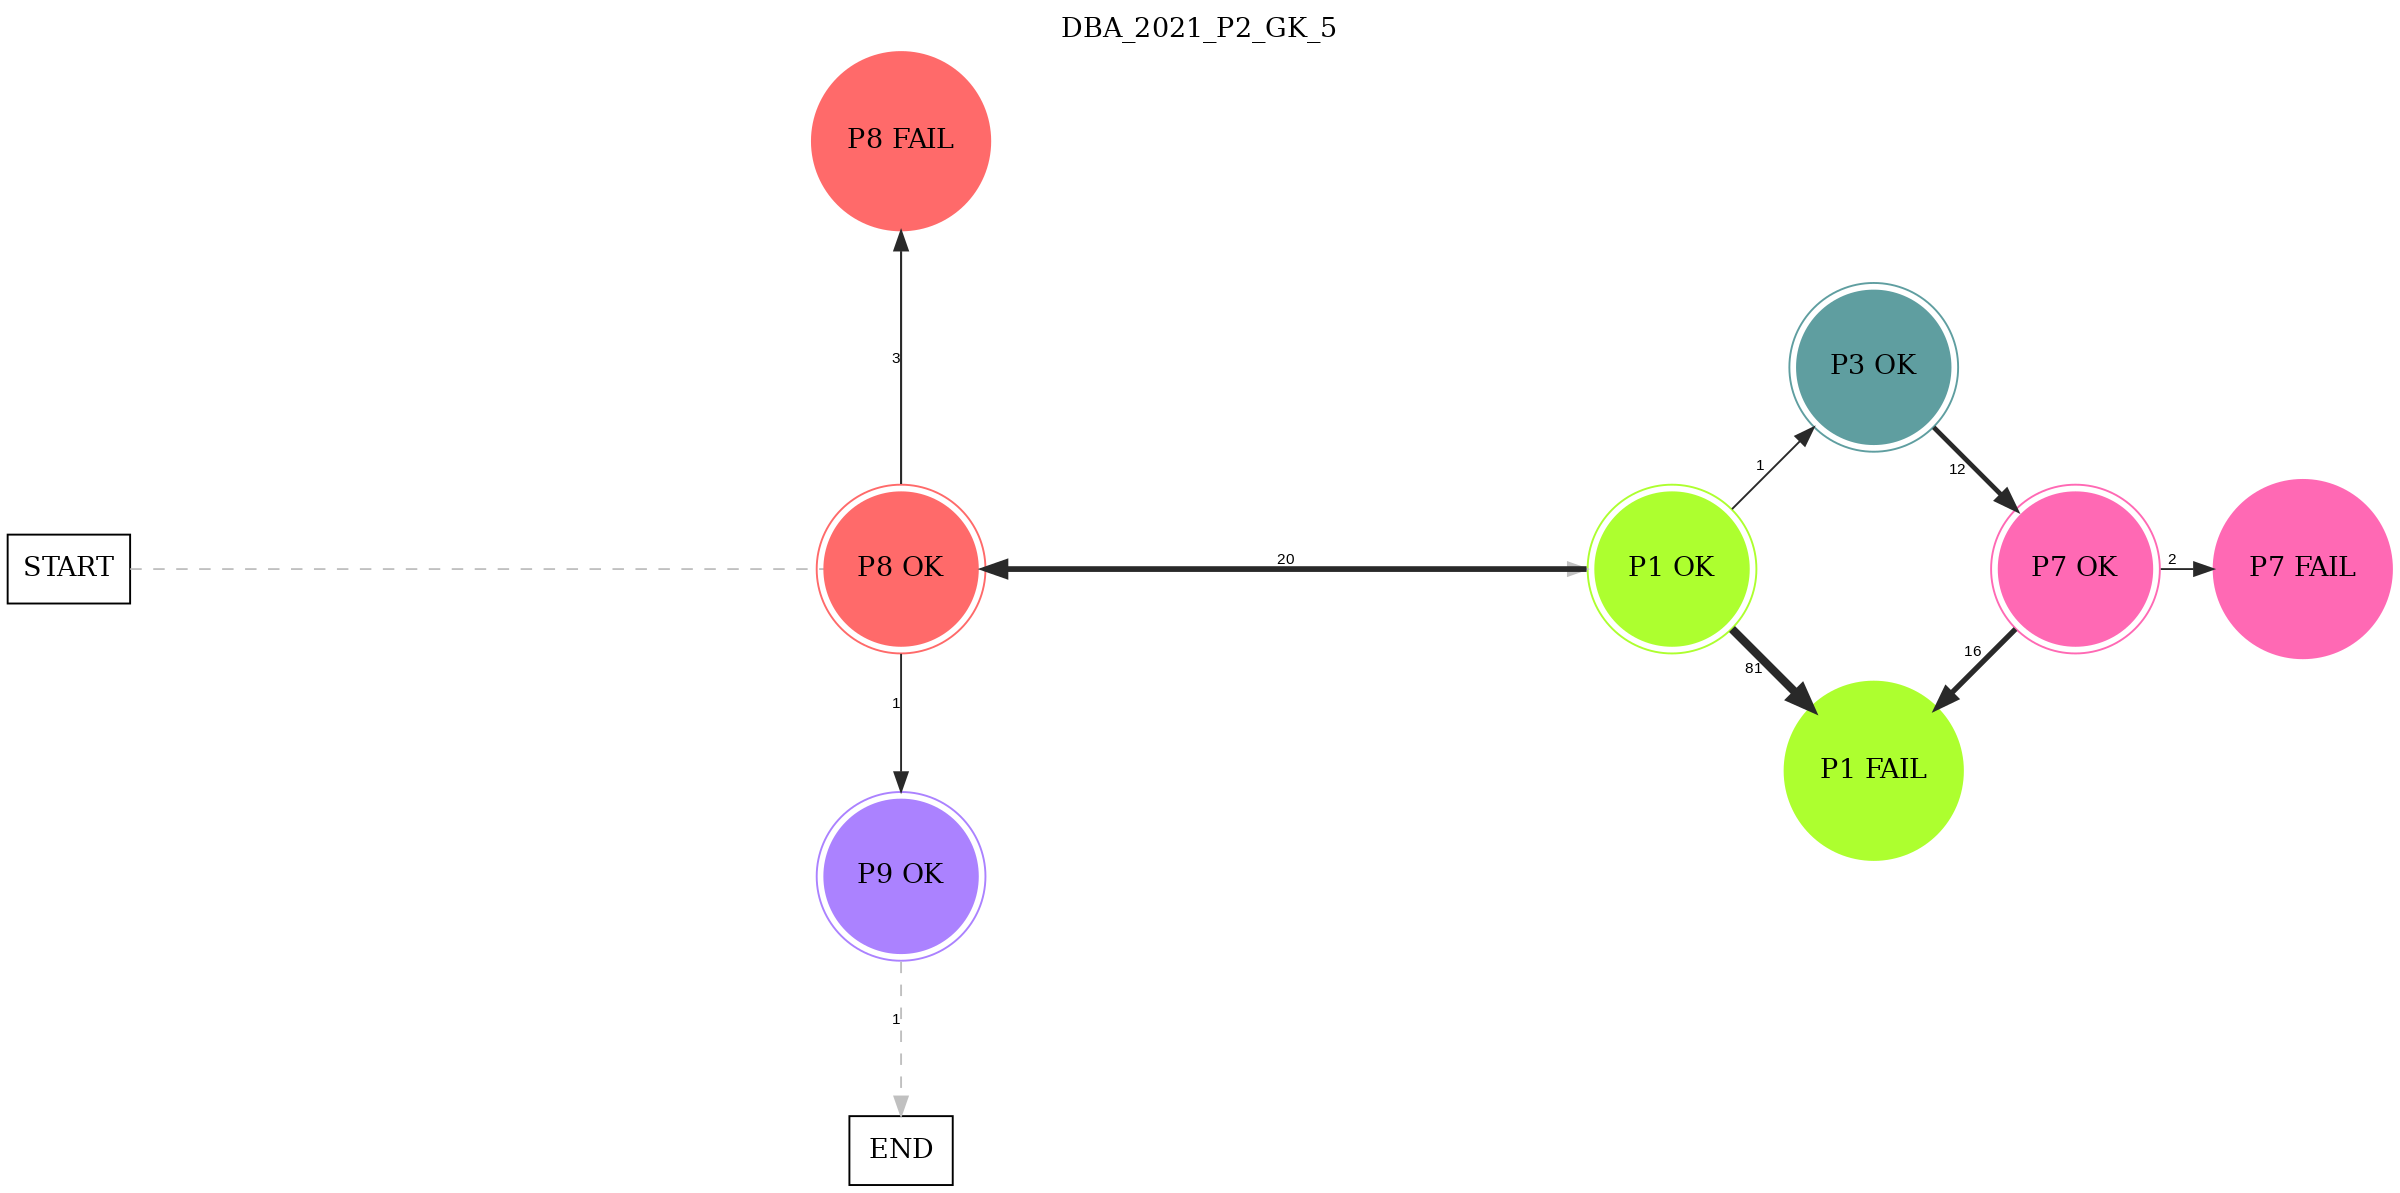 DBA_2021_P2_GK_5
P8 FAIL
3
P3 OK
1
12
START
P8 OK
20
P1 OK
P7 OK
2
P7 FAIL
81
16
1
P1 FAIL
P9 OK
1
END